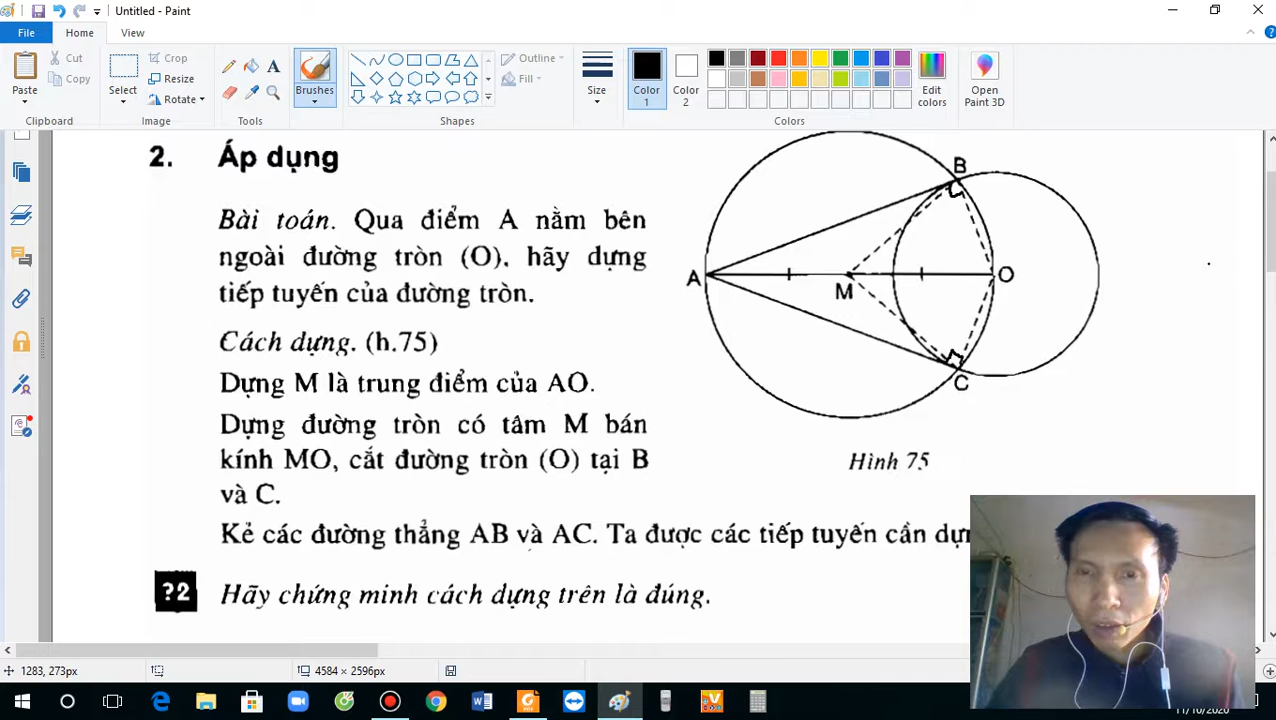 Untitled - Paint
File Home View
Paste
Cut
Copy
Clipboard
Select
Crop
Resize
Rotate
Image
Tools
Brushes
Shapes
Outline
Fill
Size
Color 1
Color 2
Edit colors
Colors
Open Paint 3D
2. Áp dụng
Bài toán. Qua điểm A nằm bên
ngoài đường tròn (O), hãy dựng
tiếp tuyến của đường tròn.
Cách dựng. (h.75)
Dựng M là trung điểm của AO.
Dựng đường tròn có tâm M bán
kính MO, cắt đường tròn (O) tại B
và C.
Kẻ các đường thẳng AB và AC. Ta được các tiếp tuyến cần dựn
?2 Hãy chứng minh cách dựng trên là đúng.
B
A
M
O
C
Hình 75
1283, 273px
4584 × 2596px
11/10/2020